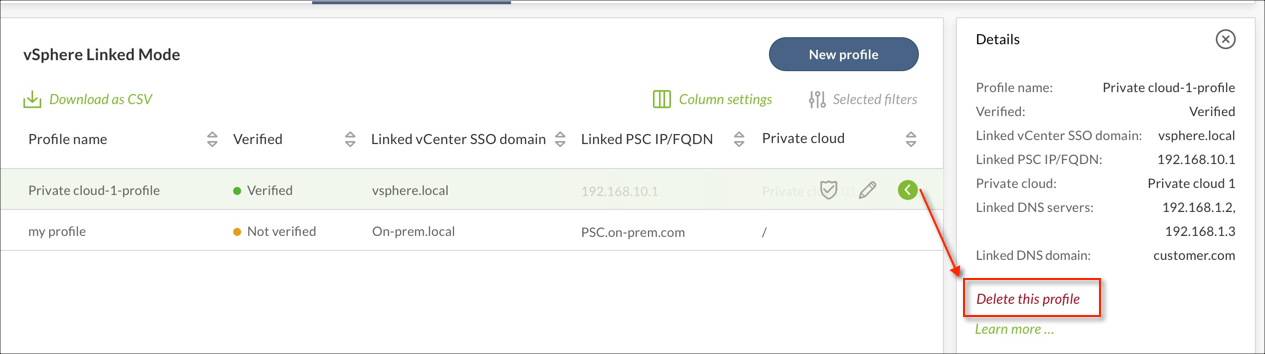 vSphere Linked Mode
New profile
Download as CSV
Column settings
Selected filters
Profile name
Verified
Linked vCenter SSO domain
Linked PSC IP/FQDN
Private cloud
Private cloud-1-profile
Verified
vsphere.local
192.168.10.1
Private cloud
my profile
Not verified
On-prem.local
PSC.on-prem.com
/
Details
Profile name: Private cloud-1-profile
Verified: Verified
Linked vCenter SSO domain: vsphere.local
Linked PSC IP/FQDN: 192.168.10.1
Private cloud: Private cloud 1
Linked DNS servers: 192.168.1.2,
192.168.1.3
Linked DNS domain: customer.com
Delete this profile
Learn more ...